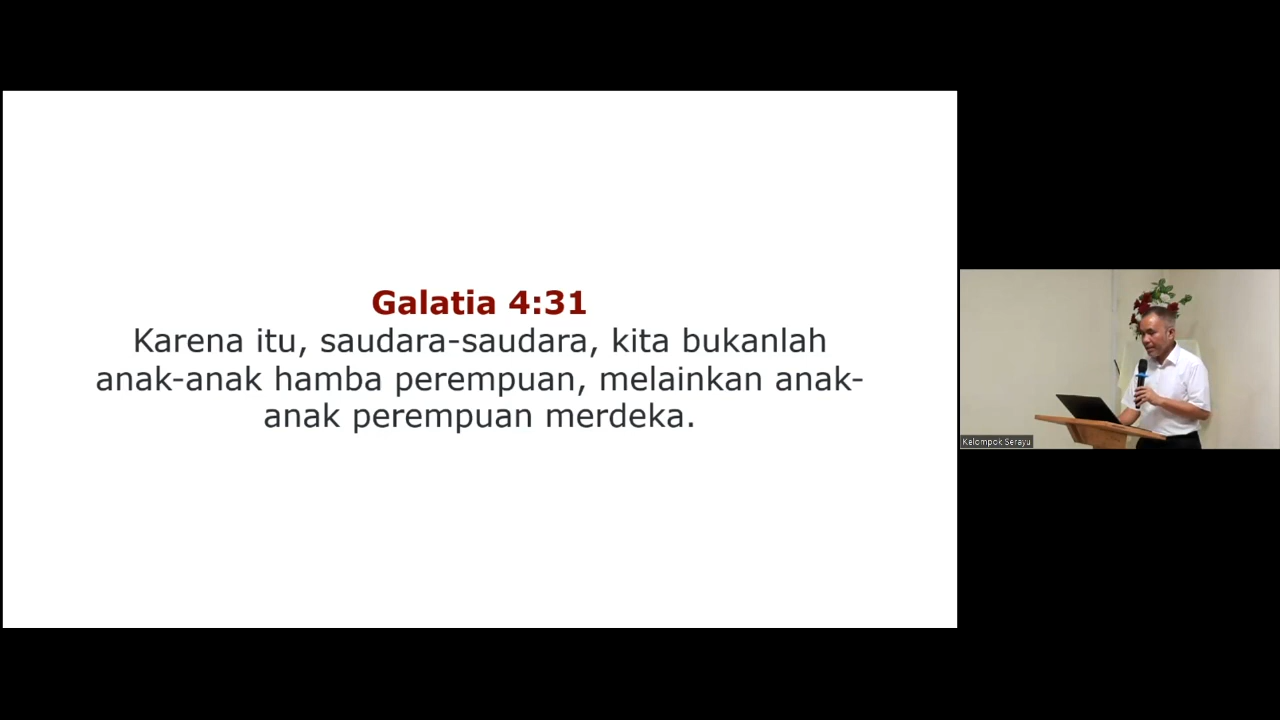 Galatia 4:31
Karena itu, saudara-saudara, kita bukanlah
anak-anak hamba perempuan, melainkan anak-
anak perempuan merdeka.
Kelompok Serayu